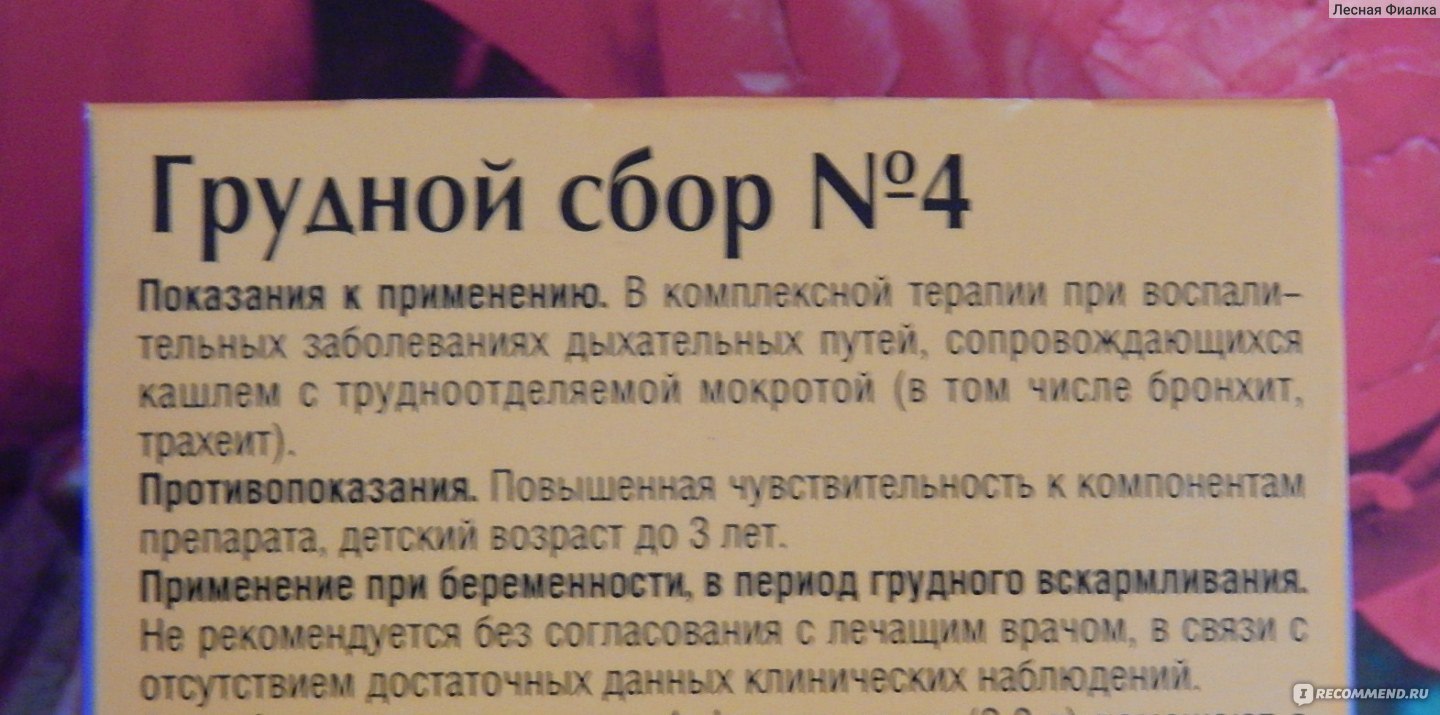 Лесная Фиалка
Грудной сбор №4
Показания к применению. В комплексной терапии при воспали–
тельных заболеваниях дыхательных путей, сопровождающихся
кашлем с трудноотделяемой мокротой (в том числе бронхит,
трахеит).
Противопоказания. Повышенная чувствительность к компонентам
препарата, детский возраст до 3 лет.
Применение при беременности, в период грудного вскармливания.
Не рекомендуется без согласования с лечащим врачом, в связи с
отсутствием достаточных данных клинических наблюдений.
I RECOMMEND.RU